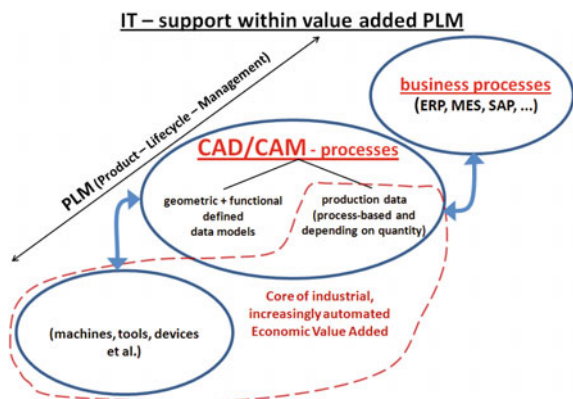 IT – support within value added PLM
business processes
(ERP, MES, SAP, ...)
PLM (Product – Lifecycle – Management)
CAD/CAM - processes
geometric + functional
defined
data models
production data
(process-based and
depending on quantity)
Core of industrial,
increasingly automated
Economic Value Added
(machines, tools, devices
et al.)